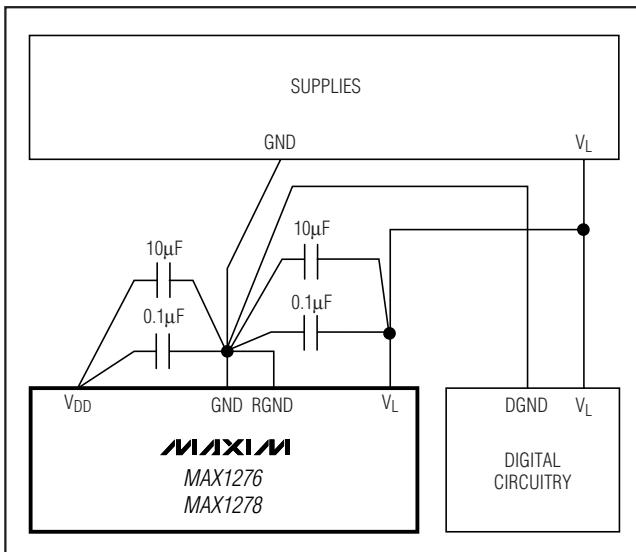 SUPPLIES
GND VL
10µF
10µF
0.1µF
0.1µF
VDD GND RGND VL
DGND VL
MAXIM
MAX1276
MAX1278
DIGITAL
CIRCUITRY